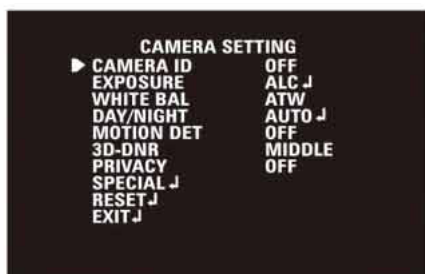 CAMERA SETTING
▶ CAMERA ID OFF
EXPOSURE ALC↲
WHITE BAL ATW
DAY/NIGHT AUTO↲
MOTION DET OFF
3D-DNR MIDDLE
PRIVACY OFF
SPECIAL↲
RESET↲
EXIT↲